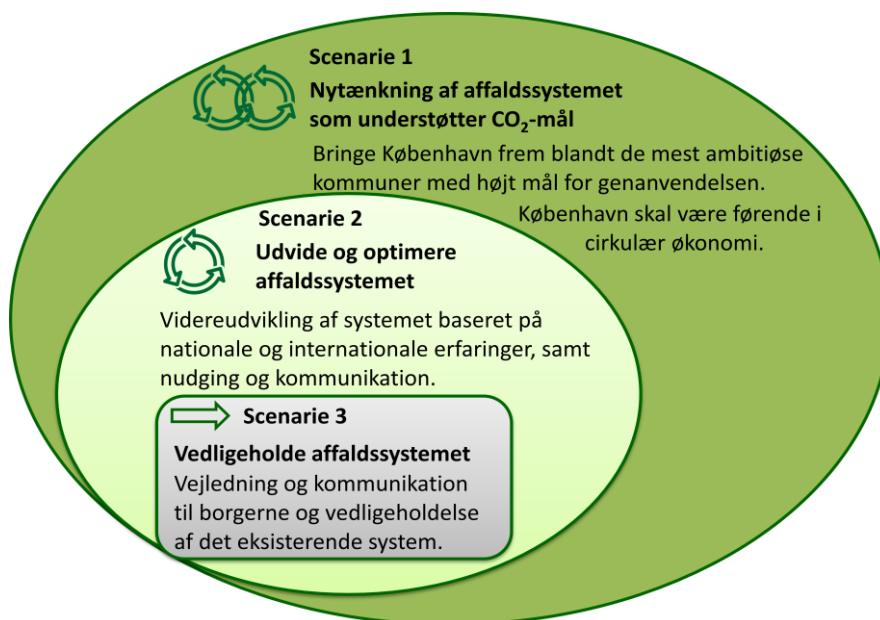 Scenarie 1
Nytænkning af affaldssystemet
som understøtter CO₂-mål
Bringe København frem blandt de mest ambitiøse
kommuner med højt mål for genanvendelsen.
København skal være førende i
cirkulær økonomi.
Scenarie 2
Udvide og optimere
affaldssystemet
Videreudvikling af systemet baseret på
nationale og internationale erfaringer, samt
nudging og kommunikation.
Scenarie 3
Vedligeholde affaldssystemet
Vejledning og kommunikation
til borgerne og vedligeholdelse
af det eksisterende system.